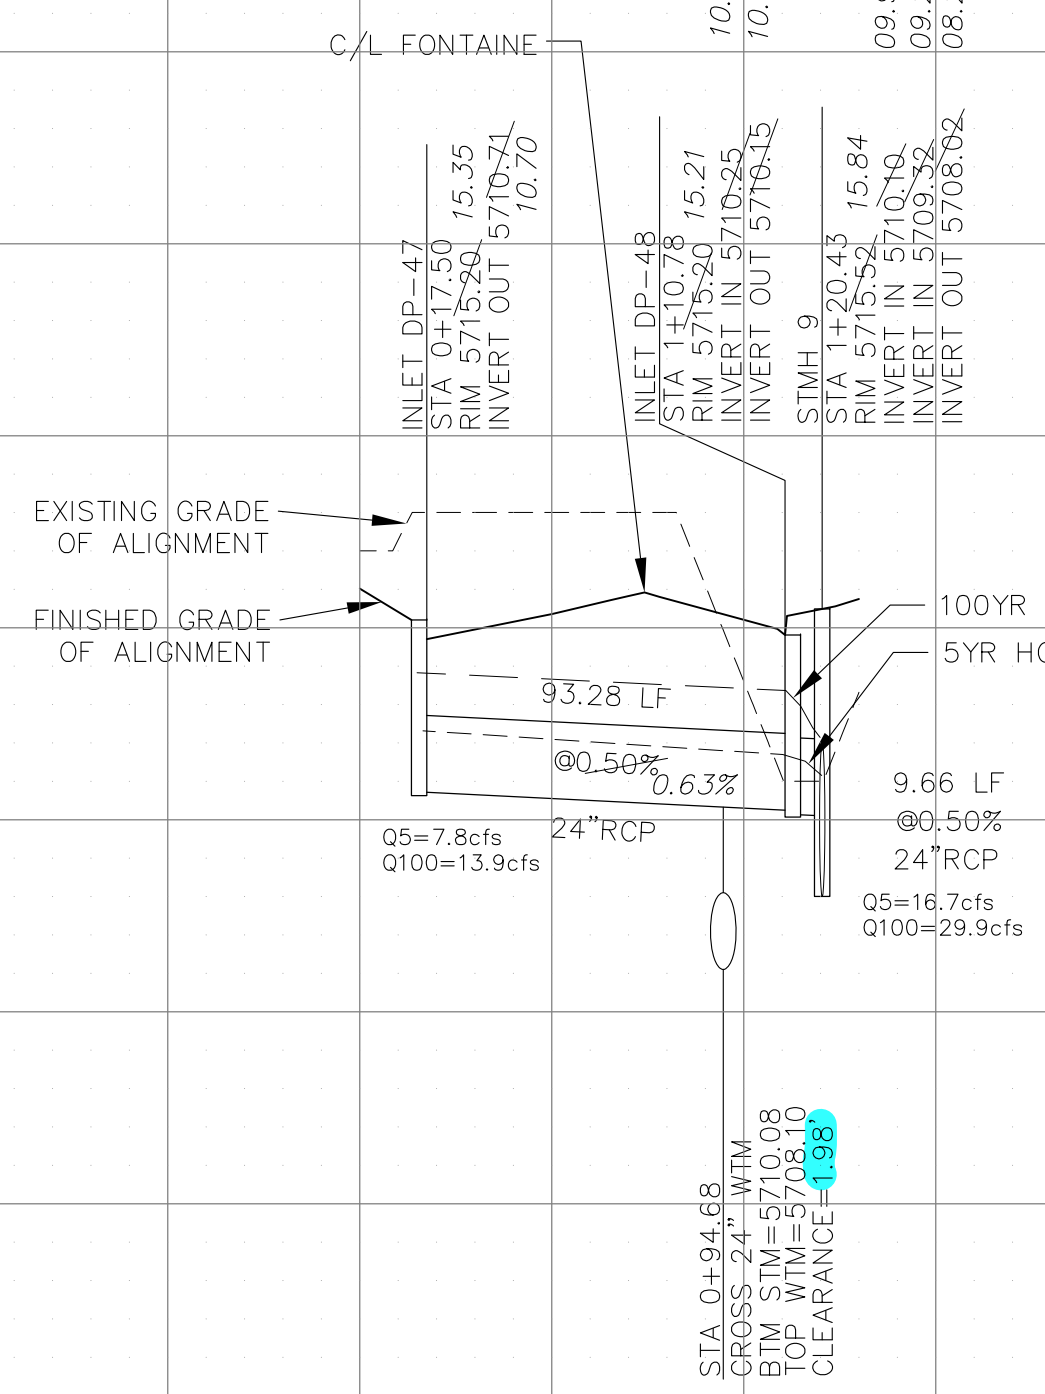 C/L FONTAINE
10.
10.
09.
09.
08.
INLET DP-47
STA 0+17.50
RIM 5715.20 15.35
INVERT OUT 5710.71
10.70
INLET DP-48
STA 1+10.78
RIM 5715.20 15.21
INVERT IN 5710.25
INVERT OUT 5710.15
STMH 9
STA 1+20.43
RIM 5715.52 15.84
INVERT IN 5710.10
INVERT IN 5709.32
INVERT OUT 5708.02
EXISTING GRADE
OF ALIGNMENT
FINISHED GRADE
OF ALIGNMENT
100YR
5YR
93.28 LF
@0.50%
0.63%
24"RCP
Q5=7.8cfs
Q100=13.9cfs
9.66 LF
@0.50%
24"RCP
Q5=16.7cfs
Q100=29.9cfs
STA 0+94.68
CROSS 24" WTM
BTM STM=5710.08
TOP WTM=5708.10
CLEARANCE=1.98'